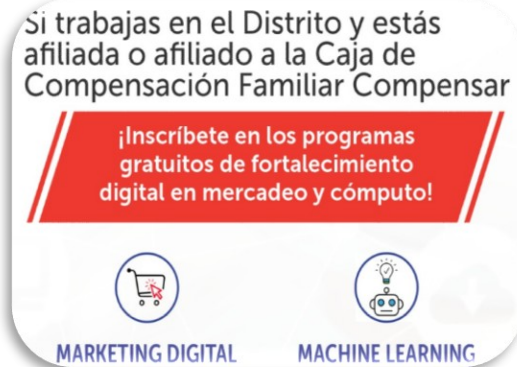 Si trabajas en el Distrito y estás
afiliada o afiliado a la Caja de
Compensación Familiar Compensar
¡Inscríbete en los programas
gratuitos de fortalecimiento
digital en mercadeo y cómputo!
MARKETING DIGITAL
MACHINE LEARNING